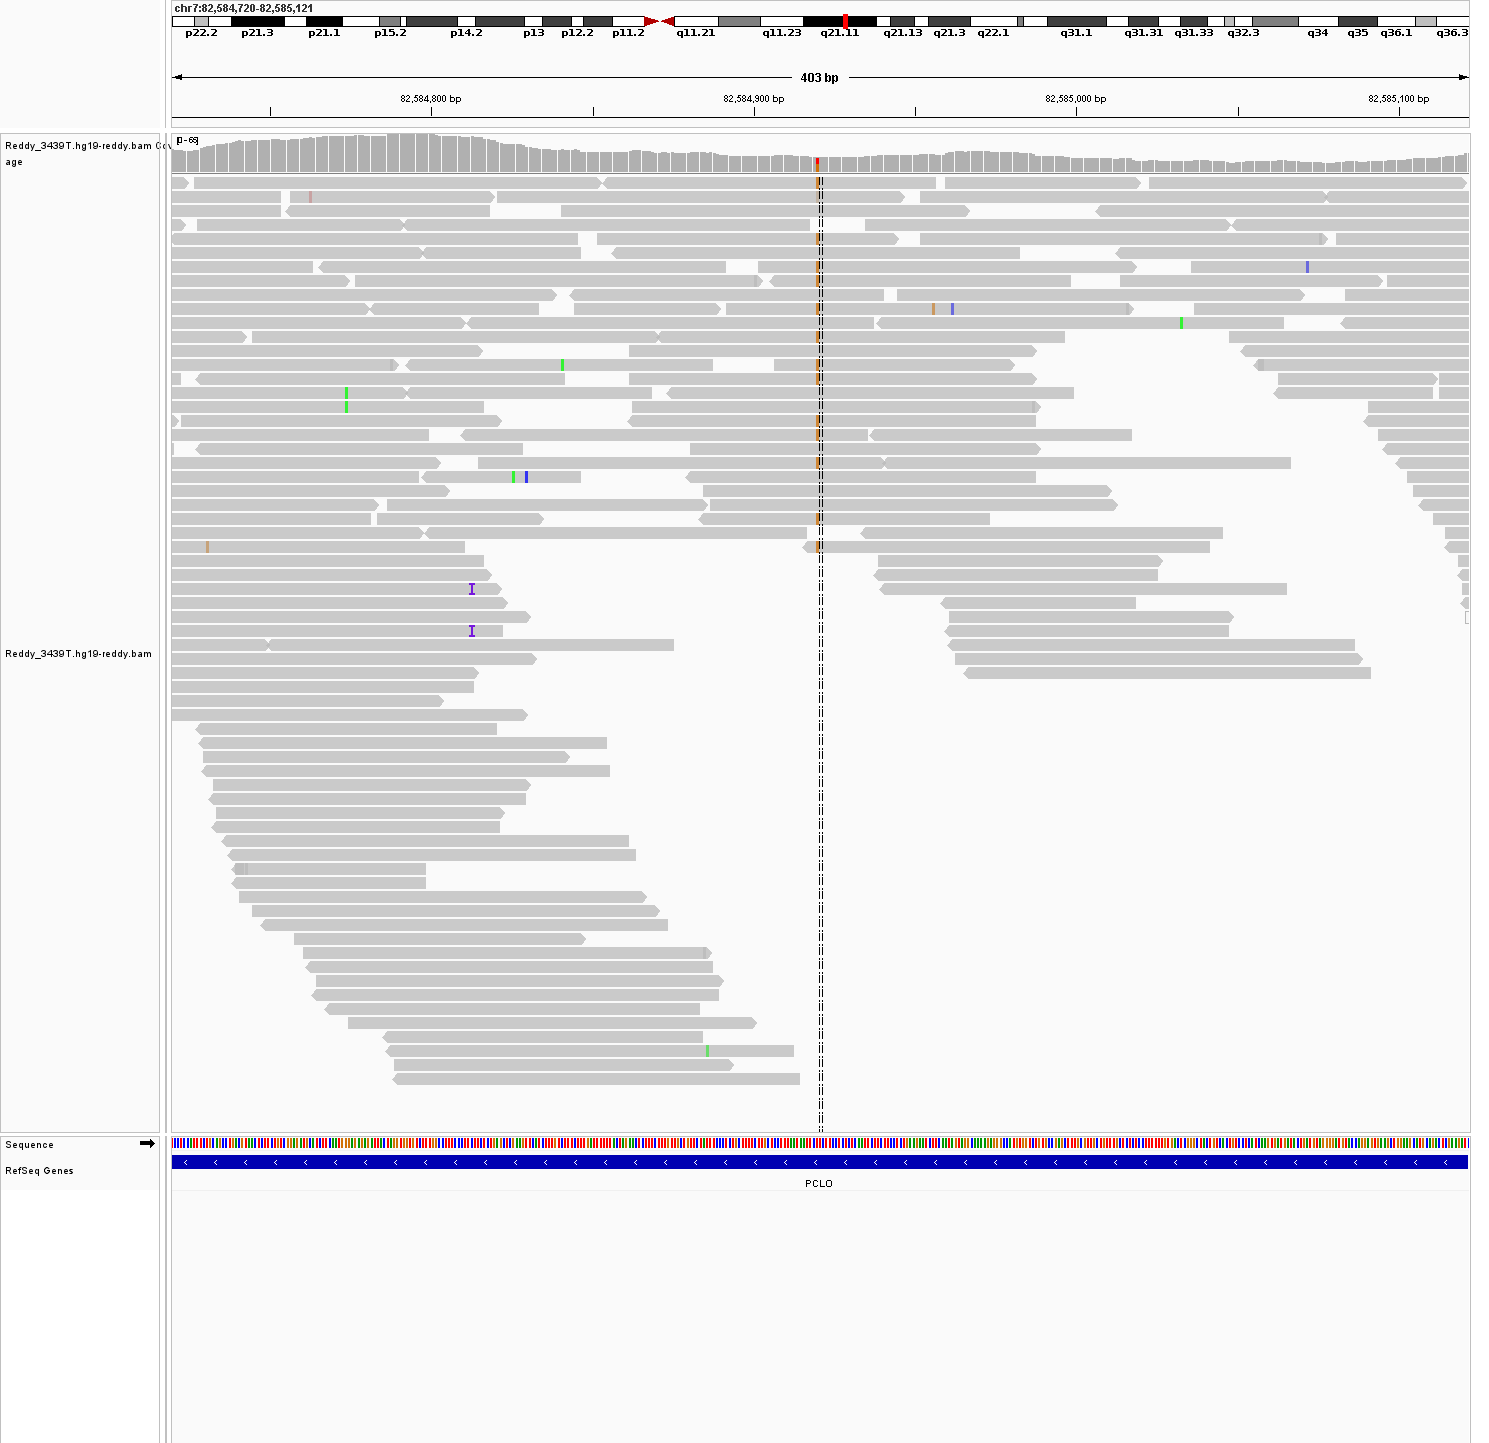 chr7:82,584,720-82,585,121
p22.2 p21.3 p21.1 p15.2 p14.2 p13 p12.2 p11.2 q11.21 q11.23 q21.11 q21.13 q21.3 q22.1 q31.1 q31.31 q31.33 q32.3 q34 q35 q36.1 q36.3
403 bp
82,584,800 bp 82,584,900 bp 82,585,000 bp 82,585,100 bp
Reddy_3439T.hg19-reddy.bam Cov
age
[0-69]
Reddy_3439T.hg19-reddy.bam
Sequence
RefSeq Genes
PCLO